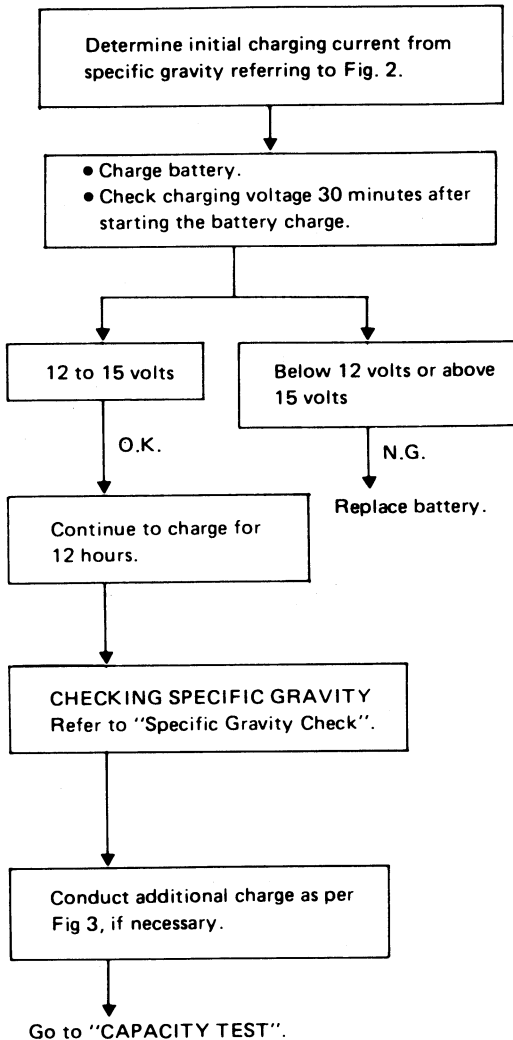 Determine initial charging current from
specific gravity referring to Fig. 2.
• Charge battery.
• Check charging voltage 30 minutes after
starting the battery charge.
12 to 15 volts
Below 12 volts or above
15 volts
O.K.
N.G.
Replace battery.
Continue to charge for
12 hours.
CHECKING SPECIFIC GRAVITY
Refer to "Specific Gravity Check".
Conduct additional charge as per
Fig 3, if necessary.
Go to "CAPACITY TEST".